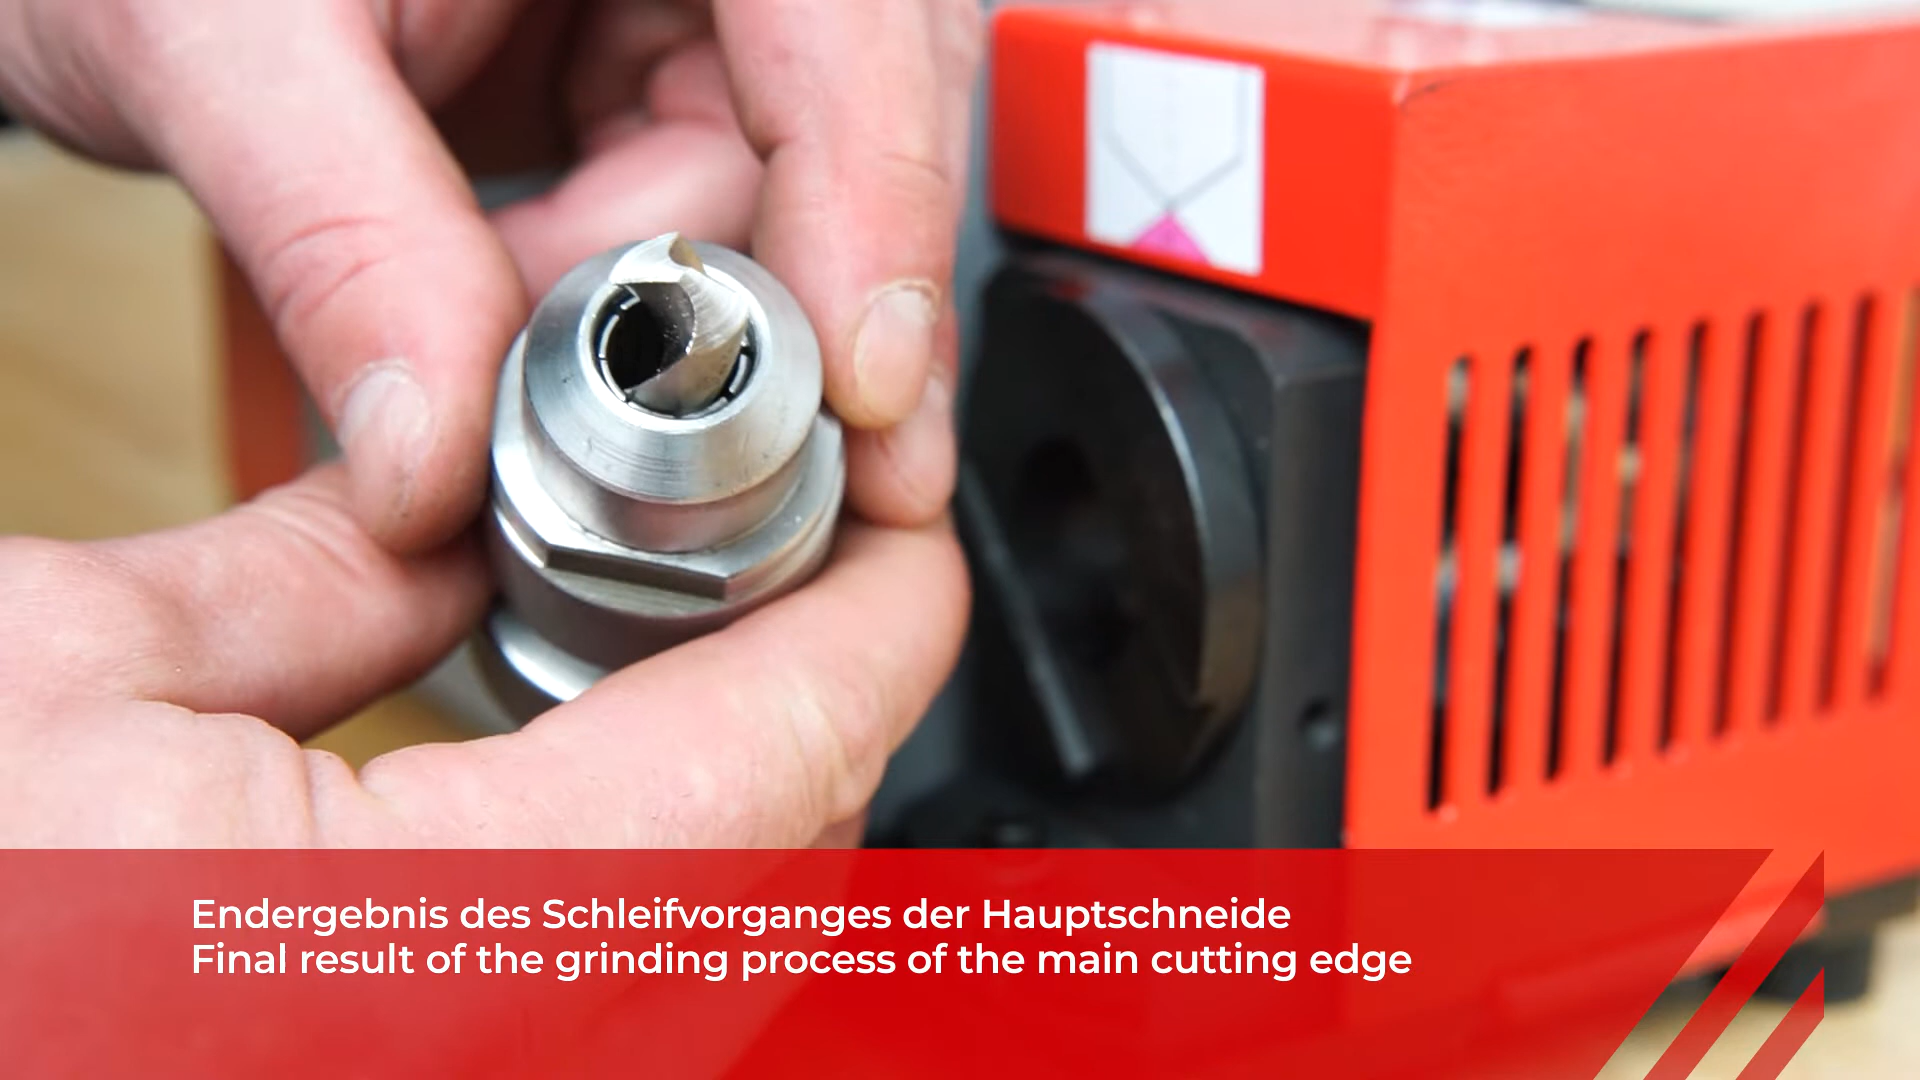 Endergebnis des Schleifvorganges der Hauptschneide
Final result of the grinding process of the main cutting edge